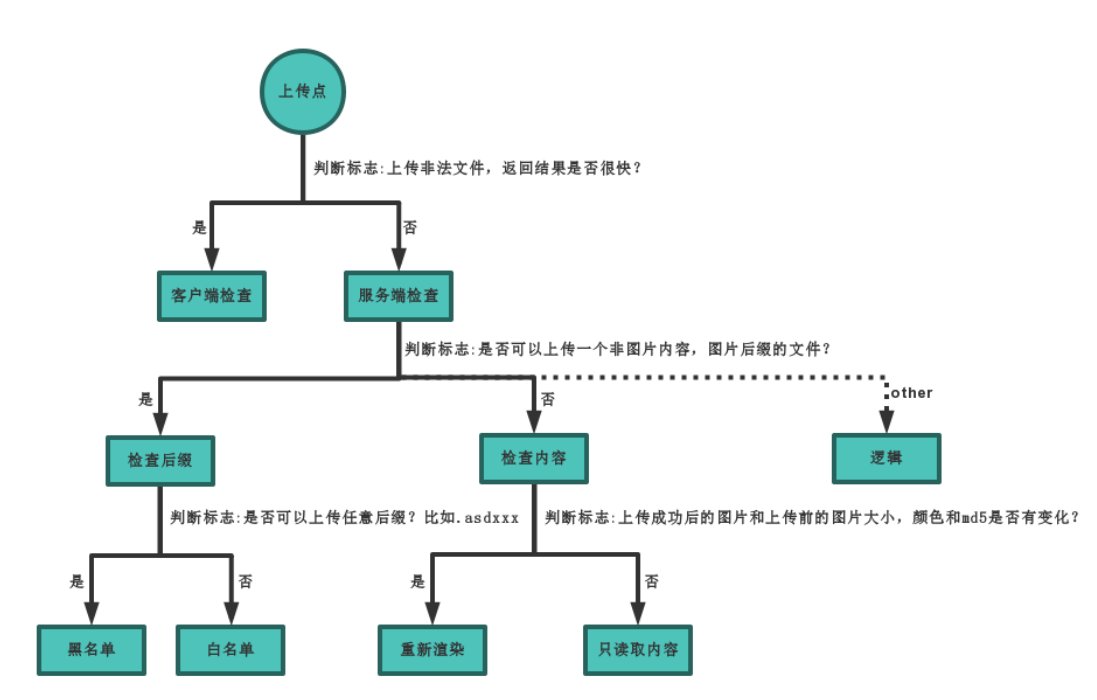 上传点
判断标志:上传非法文件，返回结果是否很快？
是
否
客户端检查
服务端检查
判断标志:是否可以上传一个非图片内容，图片后缀的文件？
是
否
other
检查后缀
检查内容
逻辑
判断标志:是否可以上传任意后缀？比如.asdxxx
判断标志:上传成功后的图片和上传前的图片大小，颜色和md5是否有变化？
是
否
是
否
黑名单
白名单
重新渲染
只读取内容